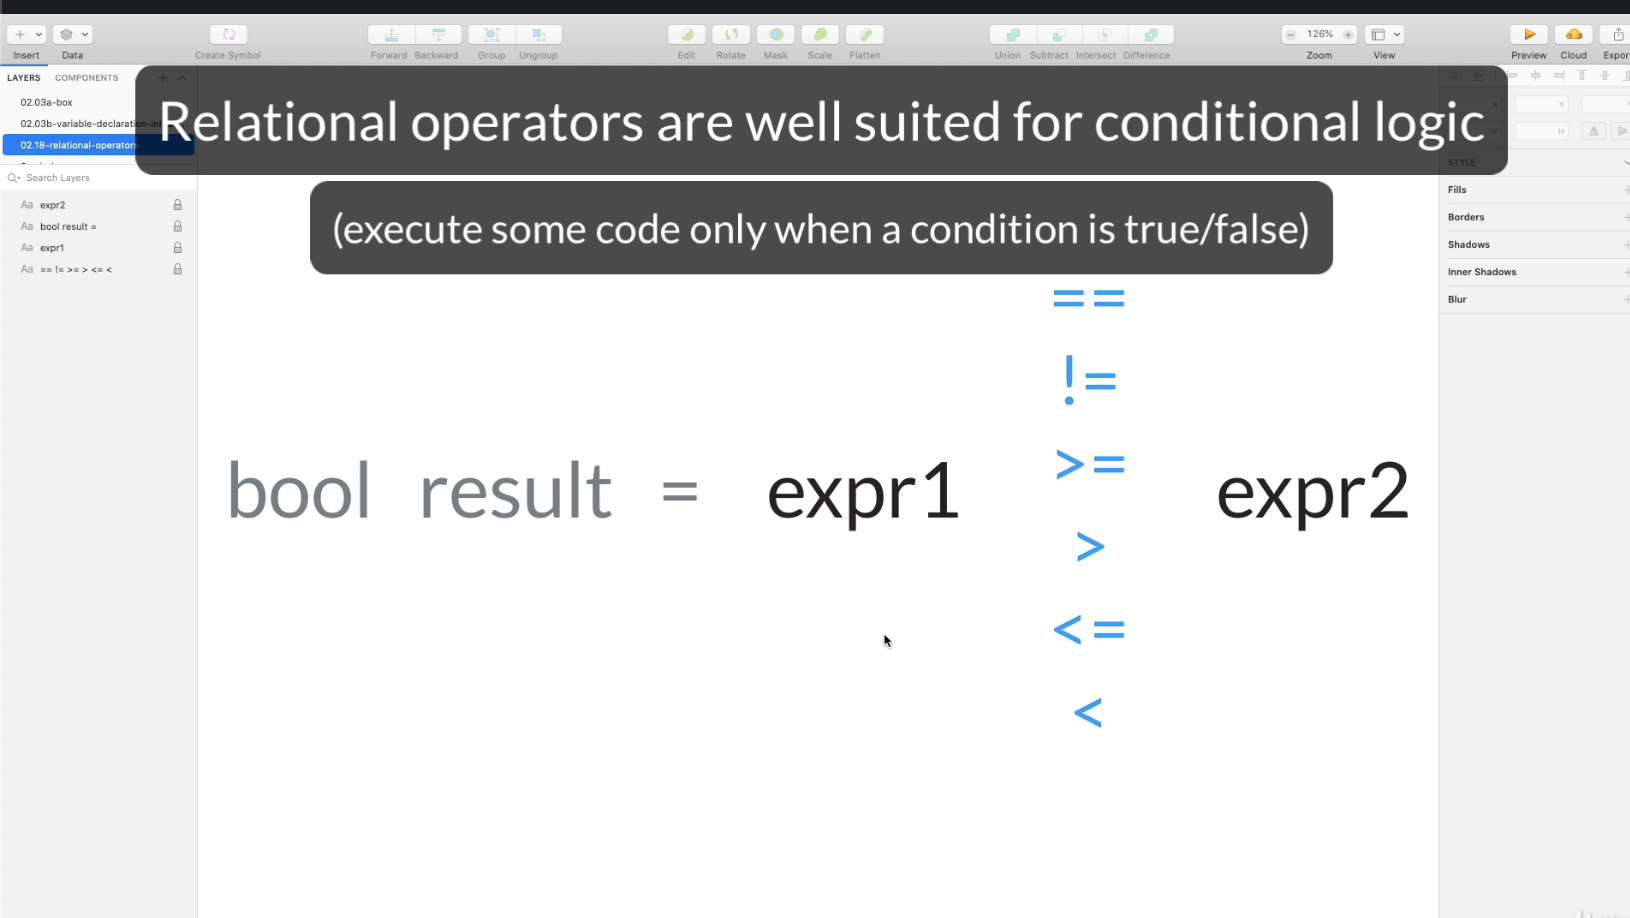 Insert
Data
Create Symbol
Forward
Backward
Group
Ungroup
Edit
Rotate
Mask
Scale
Flatten
Union
Subtract
Intersect
Difference
126%
Zoom
View
Preview
Cloud
Export
LAYERS
COMPONENTS
02.03a-box
02.03b-variable-declaration-ini
02.18-relational-operators
Search Layers
Aa expr2
Aa bool result =
Aa expr1
Aa == != >= > <= <
Relational operators are well suited for conditional logic
(execute some code only when a condition is true/false)
bool result = expr1
==
!=
>=
>
<=
<
expr2
X
Y
W
H
STYLE
Fills
Borders
Shadows
Inner Shadows
Blur